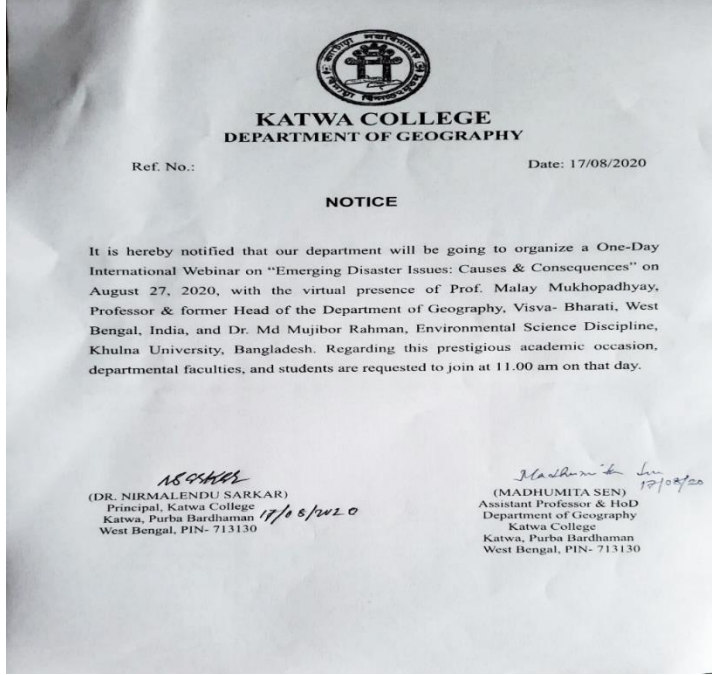 KATWA COLLEGE
DEPARTMENT OF GEOGRAPHY
Ref. No.:
Date: 17/08/2020
NOTICE
It is hereby notified that our department will be going to organize a One-Day
International Webinar on “Emerging Disaster Issues: Causes & Consequences” on
August 27, 2020, with the virtual presence of Prof. Malay Mukhopadhyay,
Professor & former Head of the Department of Geography, Visva- Bharati, West
Bengal, India, and Dr. Md Mujibor Rahman, Environmental Science Discipline,
Khulna University, Bangladesh. Regarding this prestigious academic occasion,
departmental faculties, and students are requested to join at 11.00 am on that day.
(DR. NIRMALENDU SARKAR)
Principal, Katwa College
Katwa, Purba Bardhaman
West Bengal, PIN- 713130
17/08/2020
Madhumita Sen
17/08/20
(MADHUMITA SEN)
Assistant Professor & HoD
Department of Geography
Katwa College
Katwa, Purba Bardhaman
West Bengal, PIN- 713130